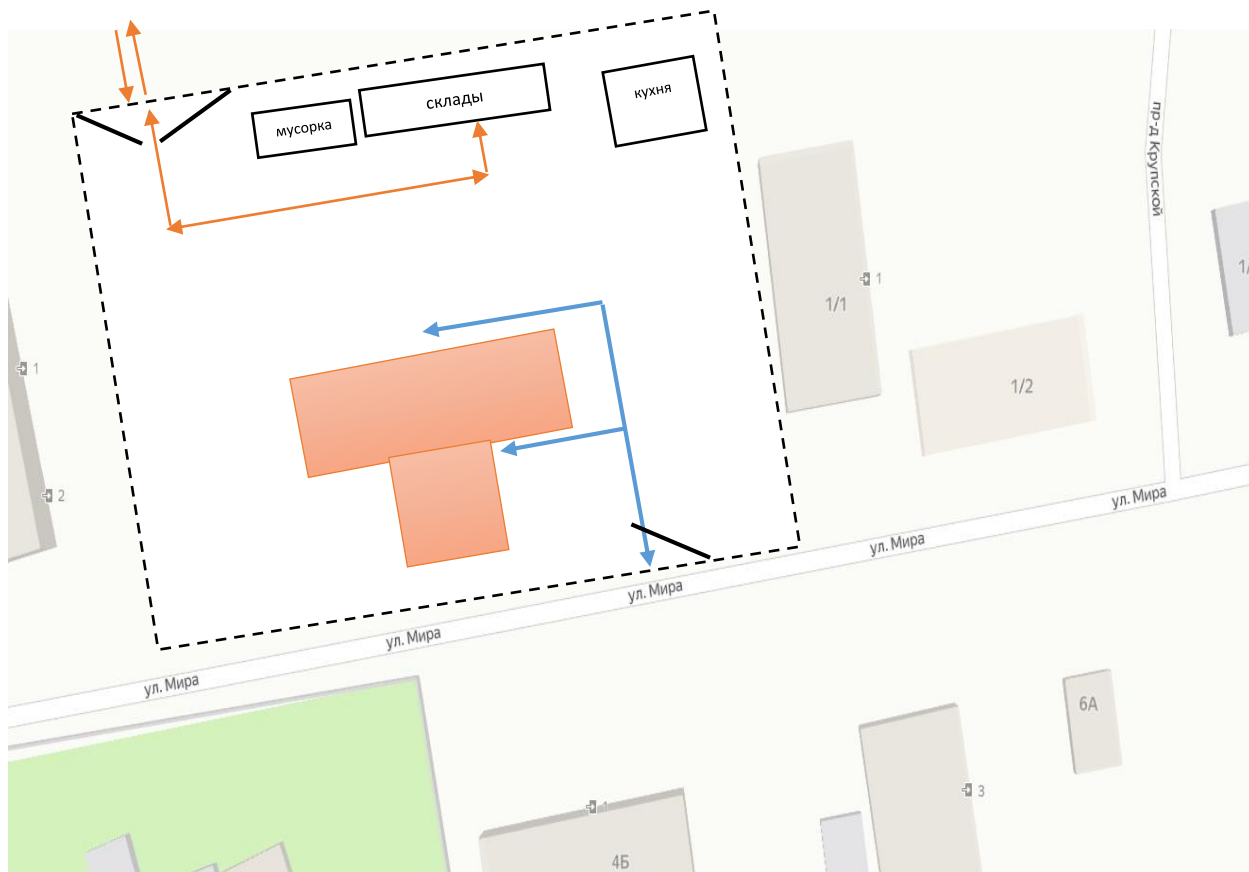 склады
кухня
мусорка
пр-д Крупской
1/1
1
1/2
1
2
ул. Мира
ул. Мира
ул. Мира
ул. Мира
ул. Мира
6А
3
1
4Б